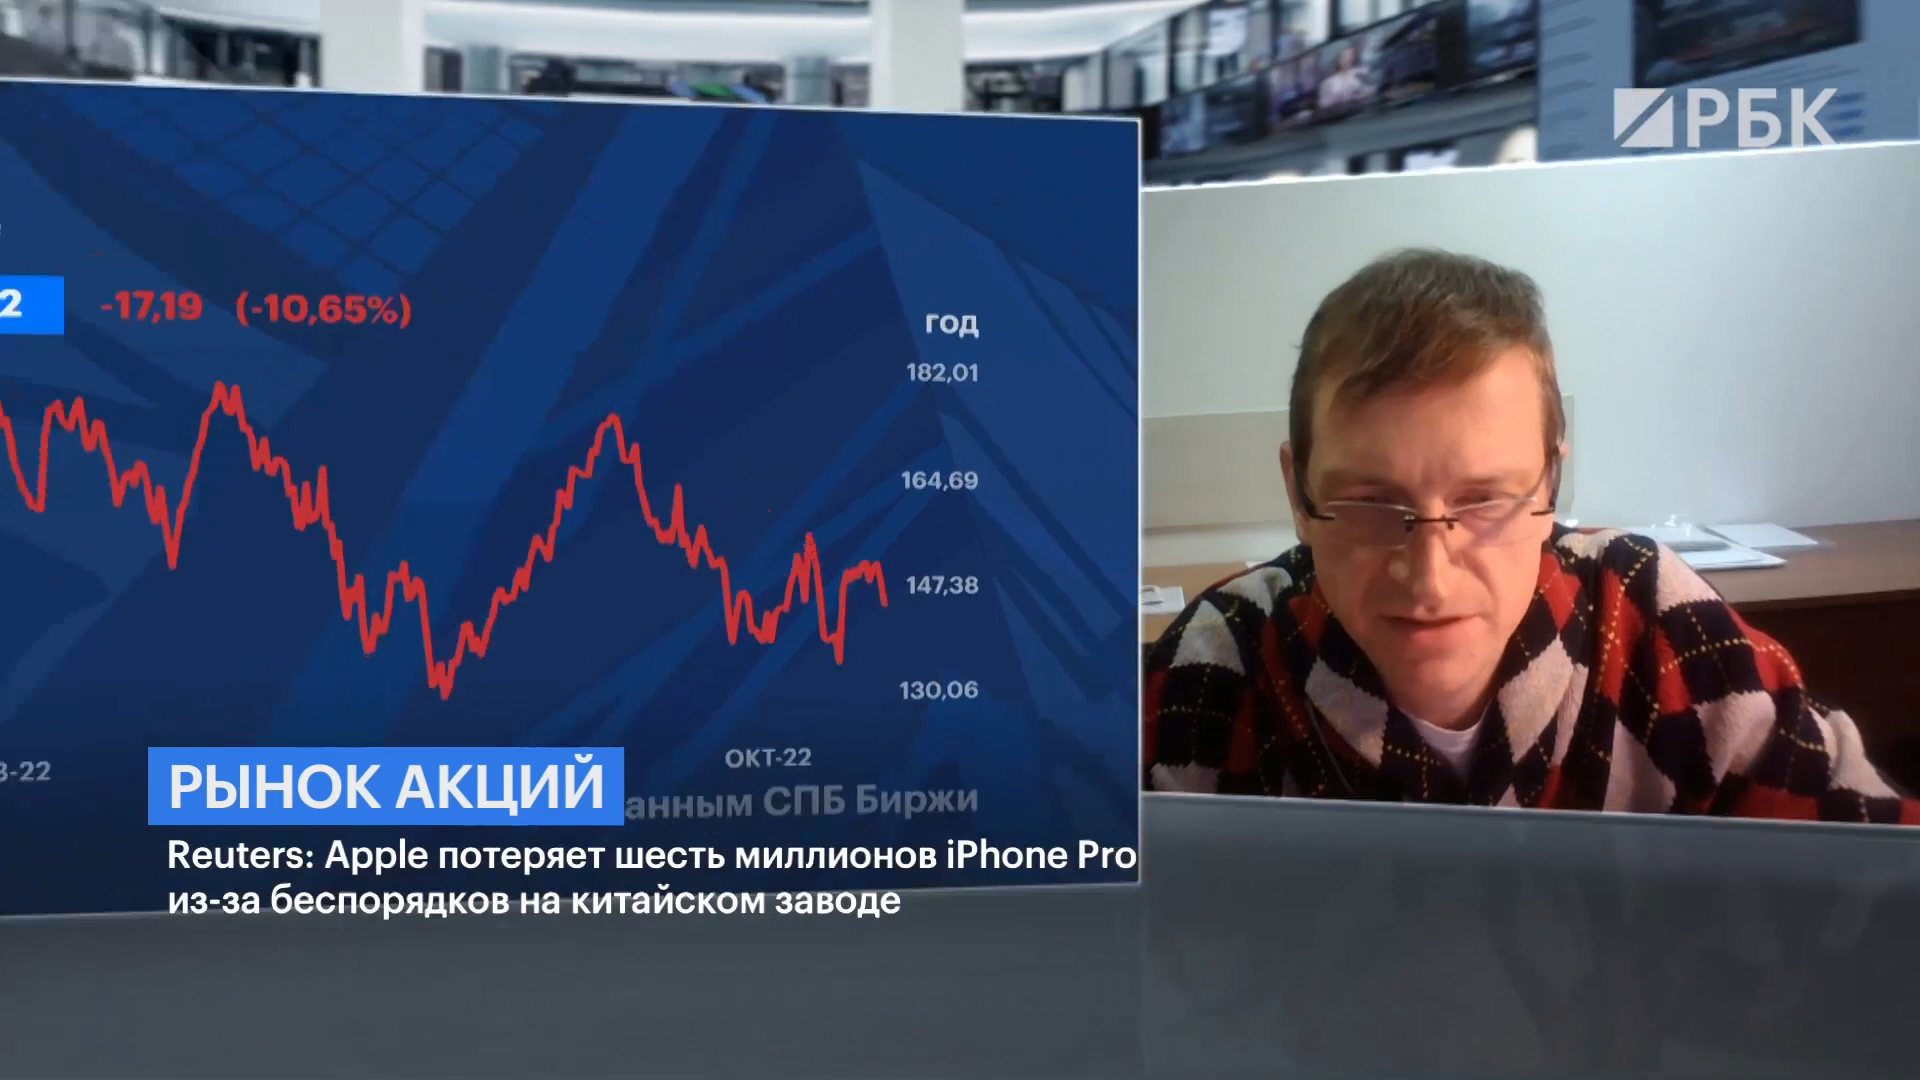 РБК
2 -17,19 (-10,65%)
ГОД
182,01
164,69
147,38
130,06
-22 ОКТ-22
РЫНОК АКЦИЙ
анным СПБ Биржи
Reuters: Apple потеряет шесть миллионов iPhone Pro
из-за беспорядков на китайском заводе